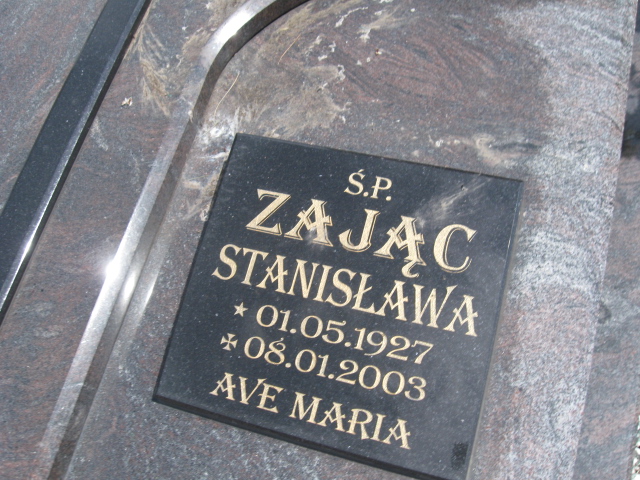 Ś.P.
ZAJĄC
STANISŁAWA
★ 01.05.1927
✠ 08.01.2003
AVE MARIA